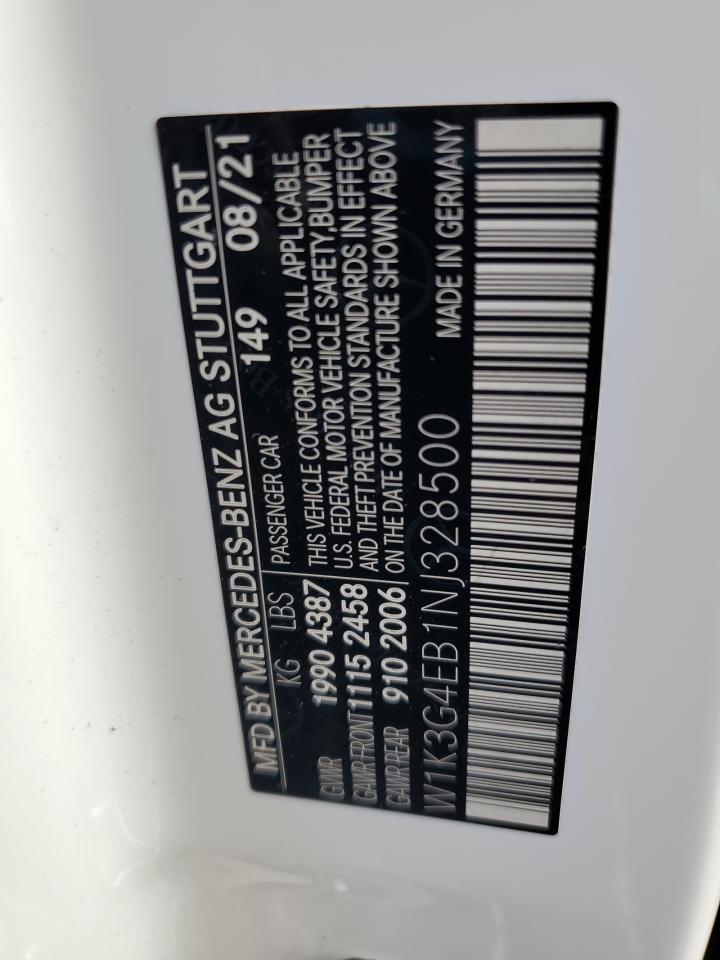 MFD BY MERCEDES-BENZ AG STUTTGART
149 08/21
KG LBS
GVWR 1990 4387
GAWR FRONT 1115 2458
GAWR REAR 910 2006
PASSENGER CAR
THIS VEHICLE CONFORMS TO ALL APPLICABLE
U.S. FEDERAL MOTOR VEHICLE SAFETY, BUMPER
AND THEFT PREVENTION STANDARDS IN EFFECT
ON THE DATE OF MANUFACTURE SHOWN ABOVE
W1K3G4EB1NJ328500 MADE IN GERMANY